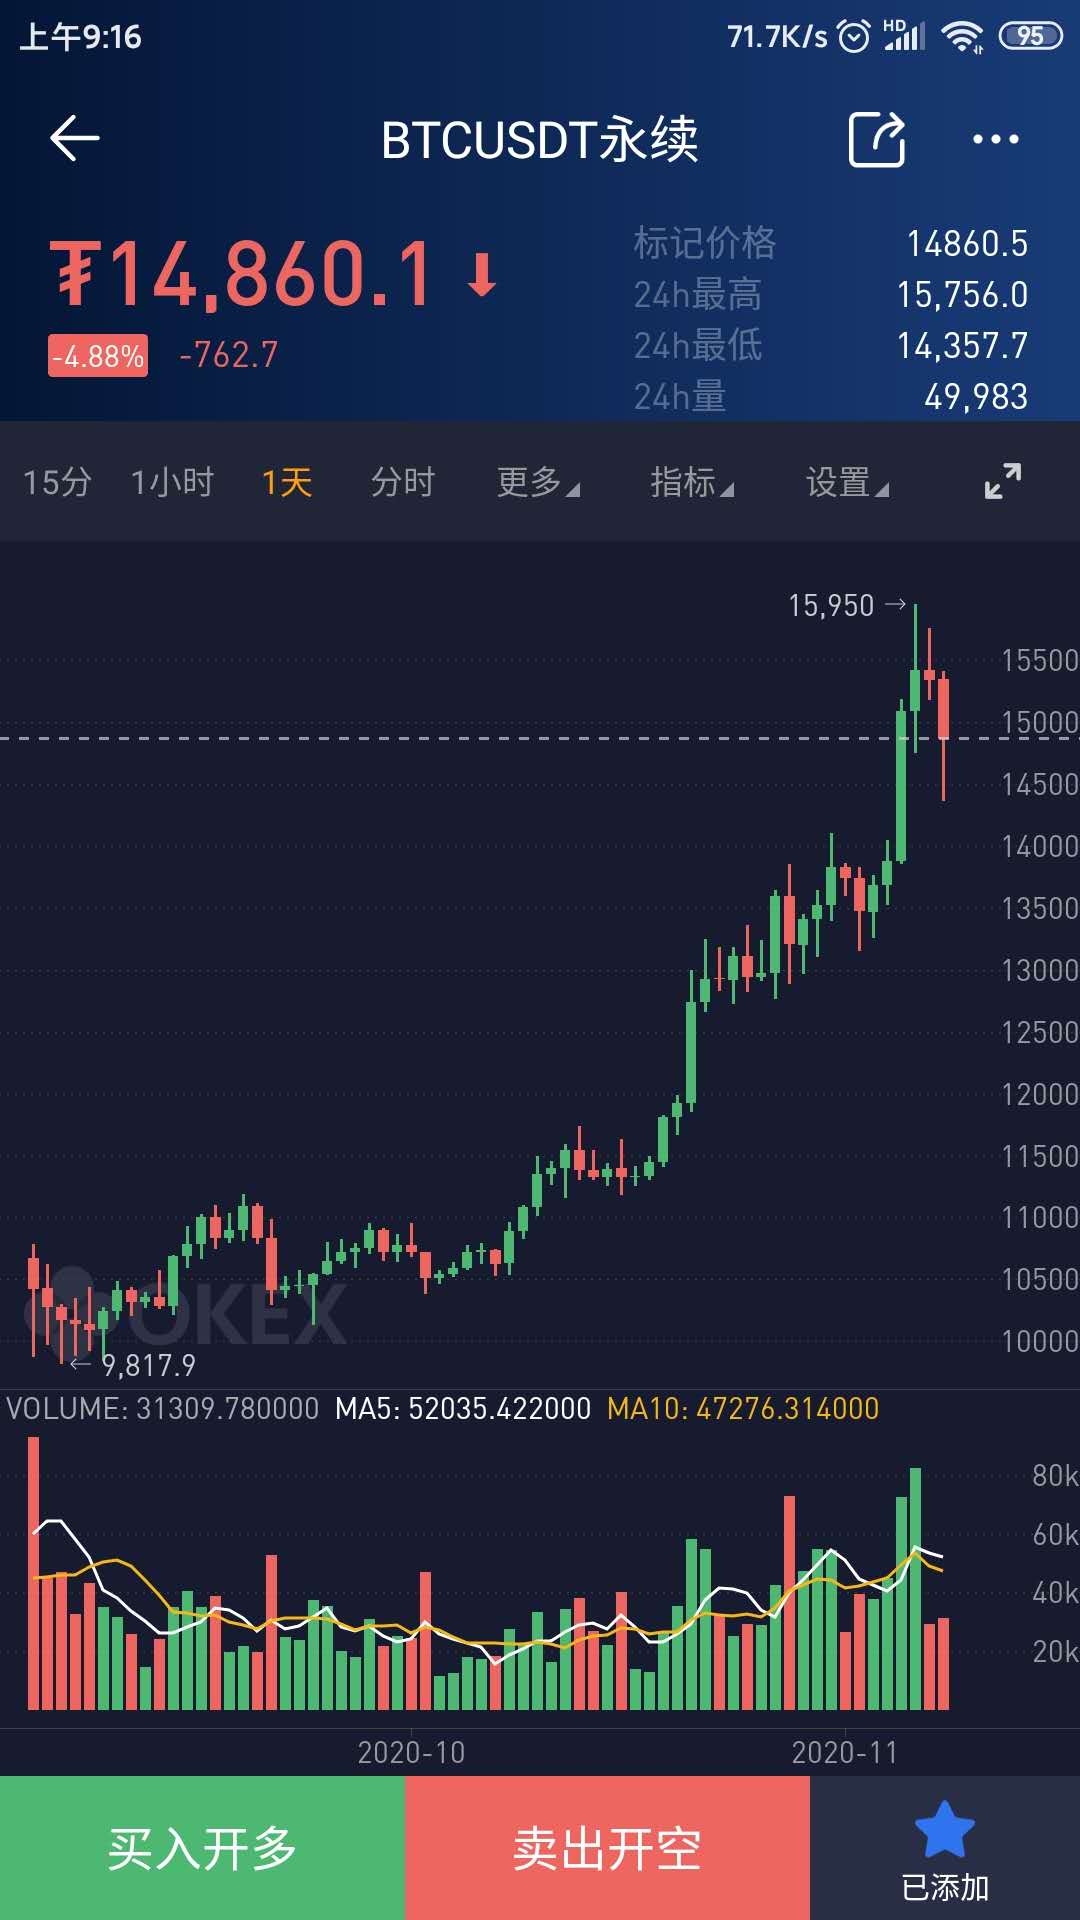 上午9:16 71.7K/s HD 95
BTCUSDT永续
₮14,860.1
-4.88% -762.7
标记价格 14860.5
24h最高 15,756.0
24h最低 14,357.7
24h量 49,983
15分 1小时 1天 分时 更多 指标 设置
15,950
15500
15000
14500
14000
13500
13000
12500
12000
11500
11000
10500
10000
OKEX
9,817.9
VOLUME: 31309.780000 MA5: 52035.422000 MA10: 47276.314000
80k
60k
40k
20k
2020-10 2020-11
买入开多 卖出开空 已添加